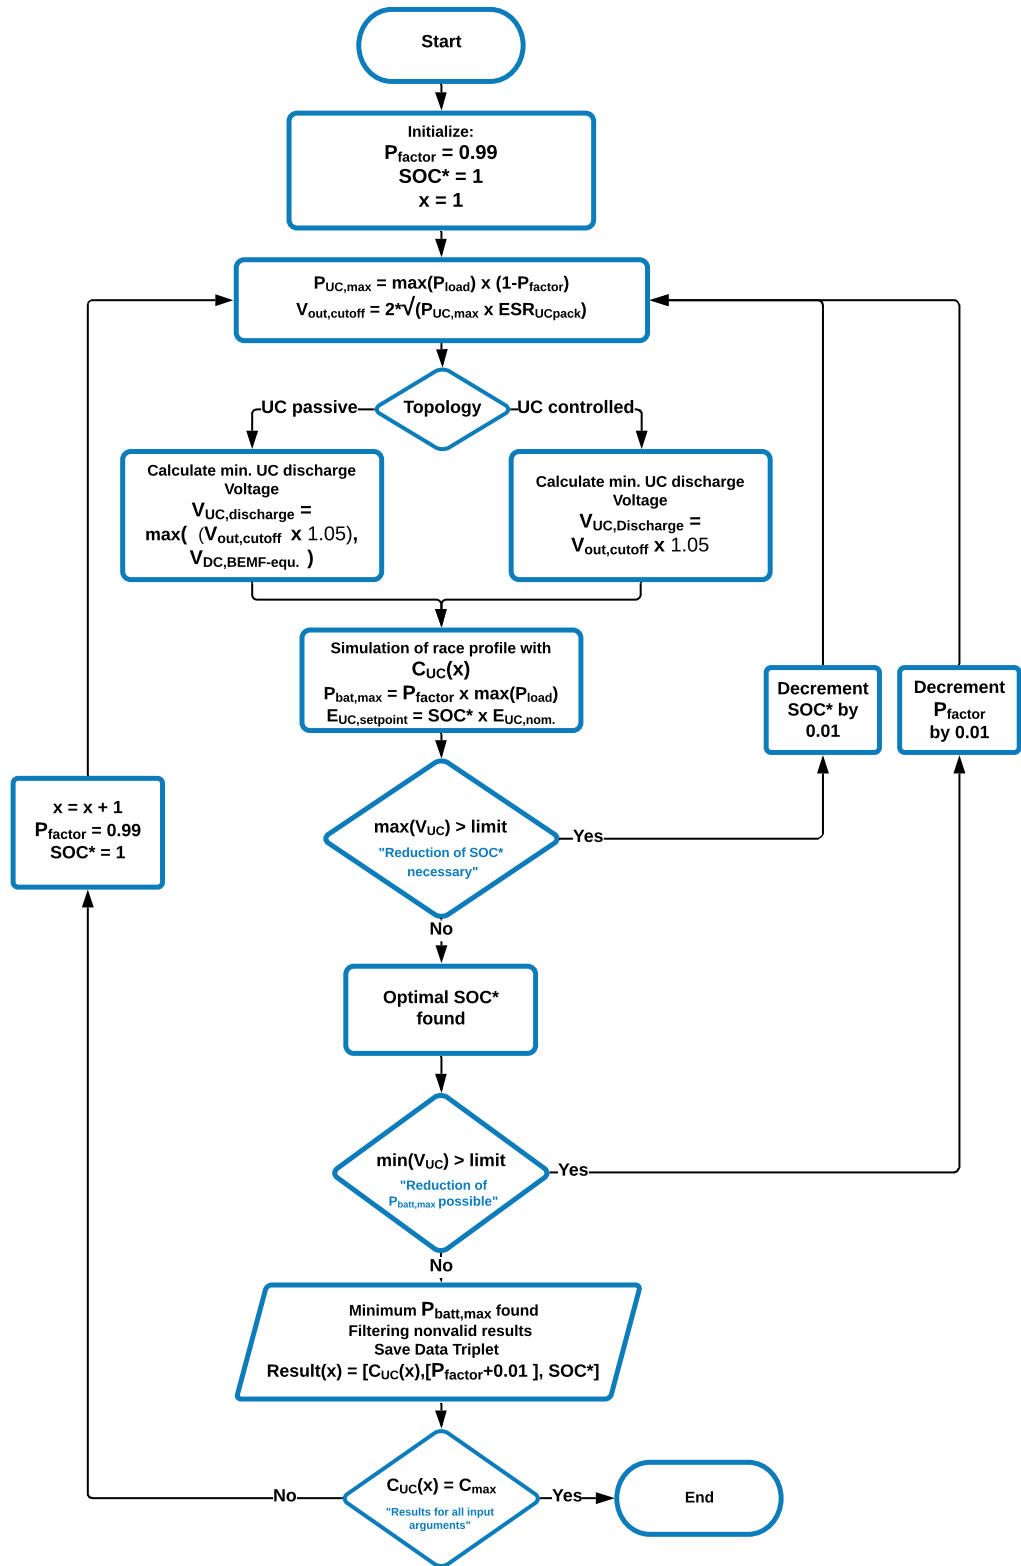 Start
Initialize:
Pfactor = 0.99
SOC* = 1
x = 1
PUC,max = max(Pload) x (1-Pfactor)
Vout,cutoff = 2*√(PUC,max x ESRUCpack)
UC passive
Topology
UC controlled
Calculate min. UC discharge
Voltage
VUC,discharge =
max( (Vout,cutoff x 1.05),
VDC,BEMF-equ. )
Calculate min. UC discharge
Voltage
VUC,Discharge =
Vout,cutoff x 1.05
Simulation of race profile with
CUC(x)
Pbat,max = Pfactor x max(Pload)
EUC,setpoint = SOC* x EUC,nom.
Decrement
SOC* by
0.01
Decrement
Pfactor
by 0.01
x = x + 1
Pfactor = 0.99
SOC* = 1
max(VUC) > limit
"Reduction of SOC*
necessary"
Yes
No
Optimal SOC*
found
min(VUC) > limit
"Reduction of
Pbatt,max possible"
Yes
No
Minimum Pbatt,max found
Filtering nonvalid results
Save Data Triplet
Result(x) = [CUC(x),[Pfactor+0.01 ], SOC*]
No
CUC(x) = Cmax
"Results for all input
arguments"
Yes
End